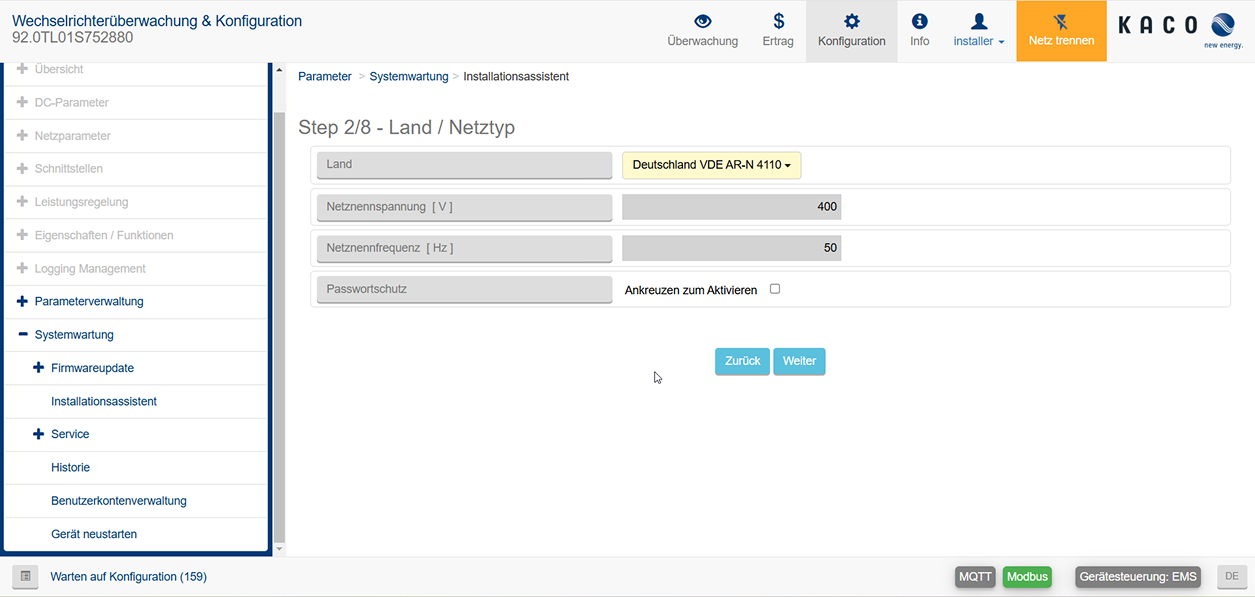 Wechselrichterüberwachung & Konfiguration
92.0TL01S752880
Überwachung
Ertrag
Konfiguration
Info
installer
Netz trennen
KACO
new energy.
Übersicht
DC-Parameter
Netzparameter
Schnittstellen
Leistungsregelung
Eigenschaften / Funktionen
Logging Management
Parameterverwaltung
Systemwartung
Firmwareupdate
Installationsassistent
Service
Historie
Benutzerkontenverwaltung
Gerät neustarten
Parameter > Systemwartung > Installationsassistent
Step 2/8 - Land / Netztyp
Land Deutschland VDE AR-N 4110
Netznennspannung [ V ] 400
Netznennfrequenz [ Hz ] 50
Passwortschutz Ankreuzen zum Aktivieren
Zurück Weiter
Warten auf Konfiguration (159)
MQTT Modbus Gerätesteuerung: EMS DE